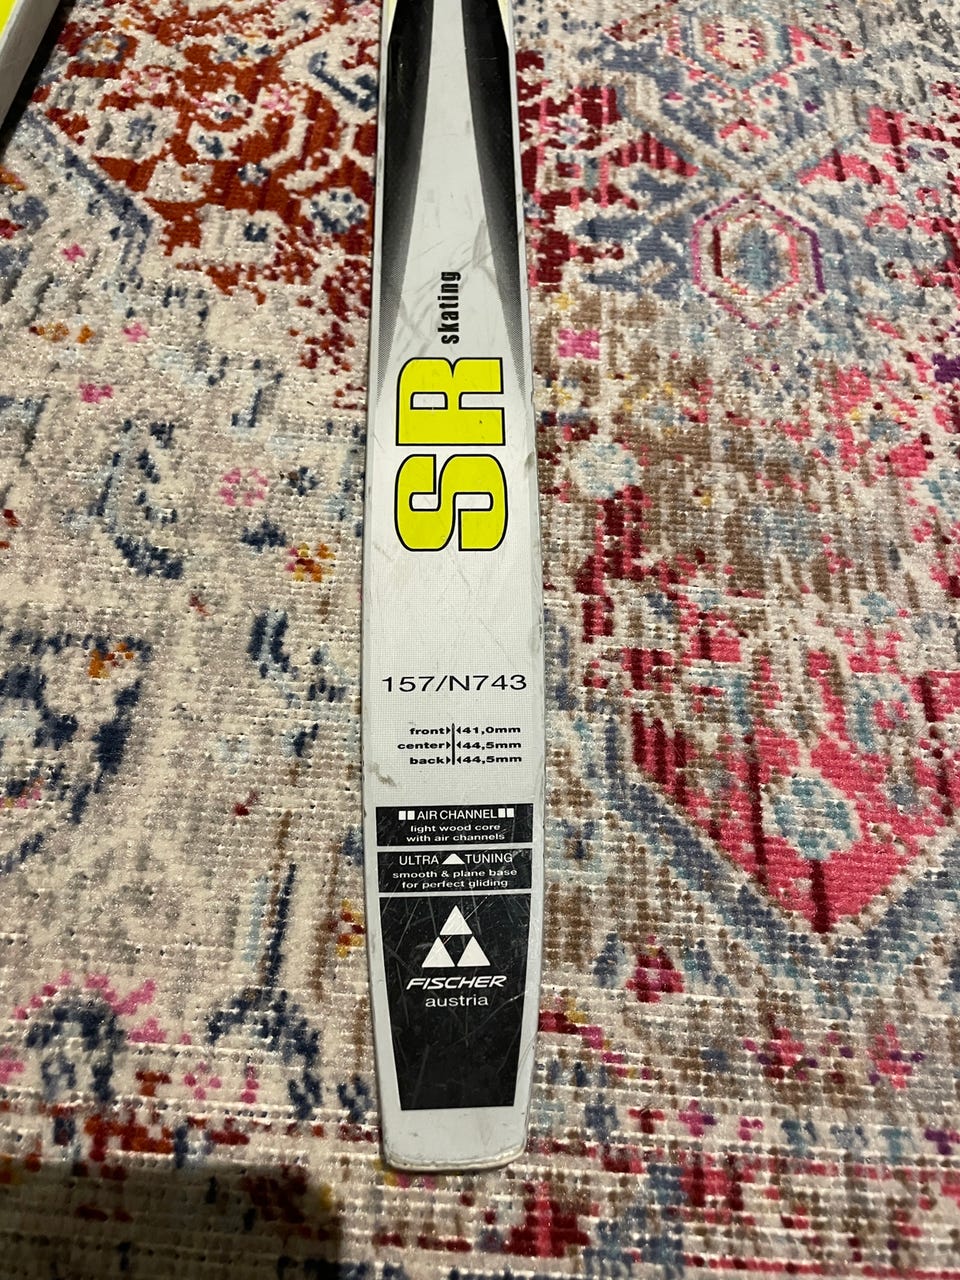 skating
SR
157/N743
front 41,0mm
center 44,5mm
back 44,5mm
AIR CHANNEL
light wood core
with air channels
ULTRA TUNING
smooth & plane base
for perfect gliding
FISCHER
austria